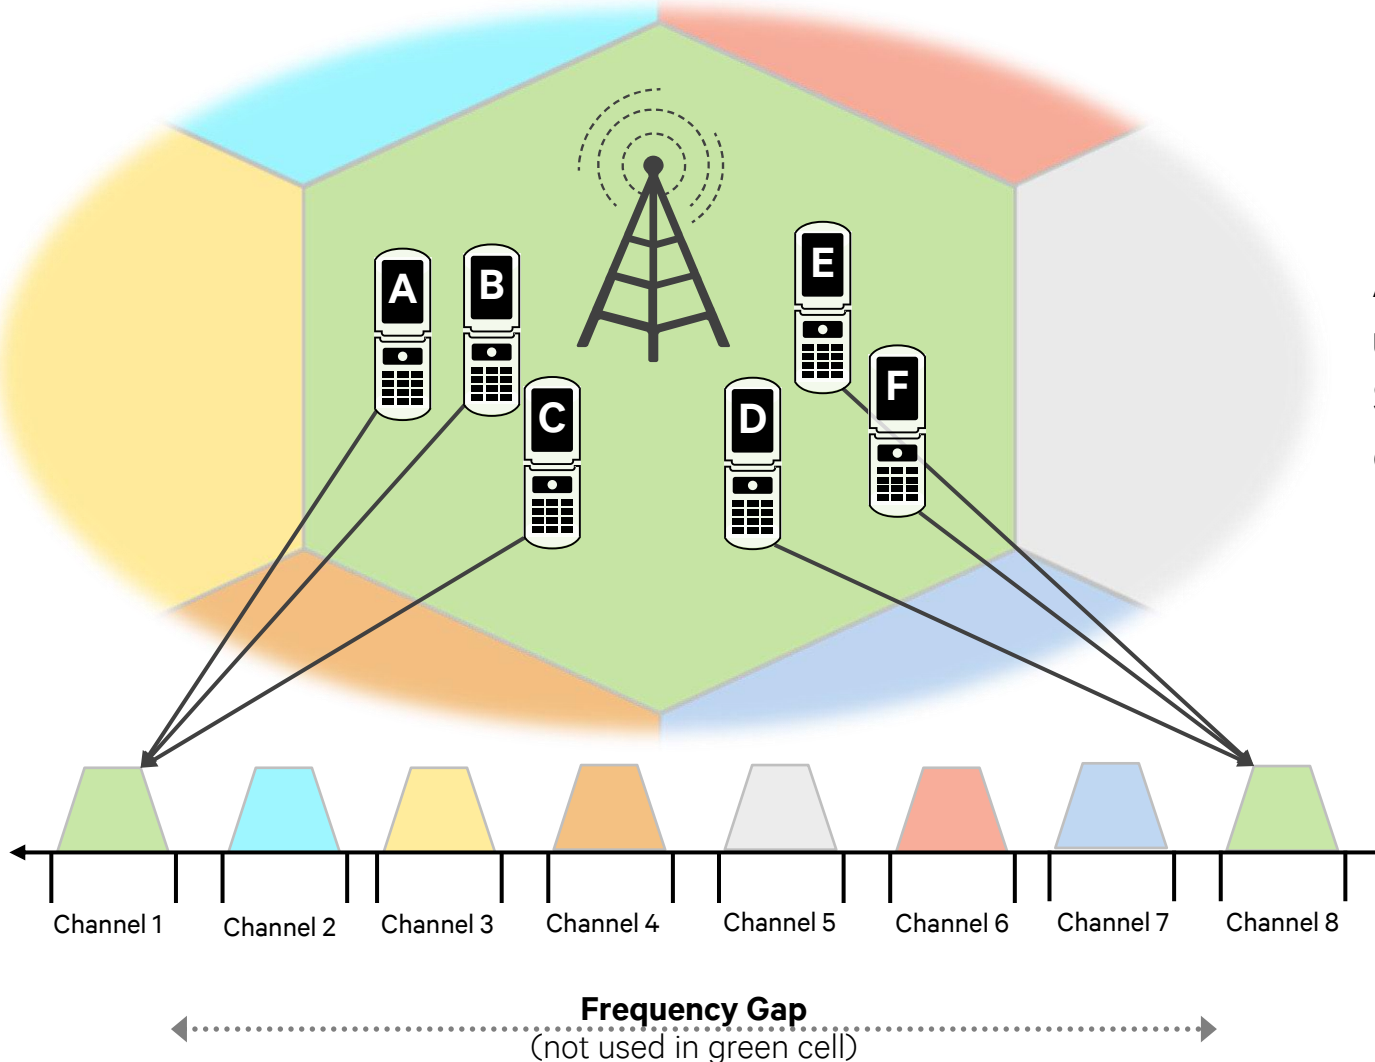 A
B
C
D
E
F
Channel 1
Channel 2
Channel 3
Channel 4
Channel 5
Channel 6
Channel 7
Channel 8
Frequency Gap
(not used in green cell)